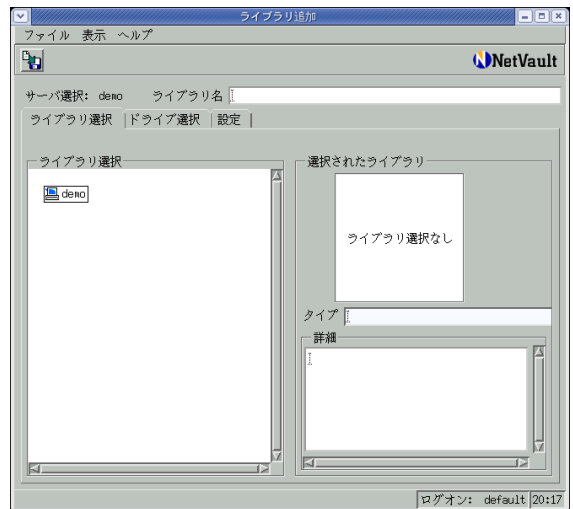 ライブラリ追加
ファイル 表示 ヘルプ
NetVault
サーバ選択: demo ライブラリ名
ライブラリ選択 ドライブ選択 設定
ライブラリ選択
demo
選択されたライブラリ
ライブラリ選択なし
タイプ
詳細
ログオン: default 20:17